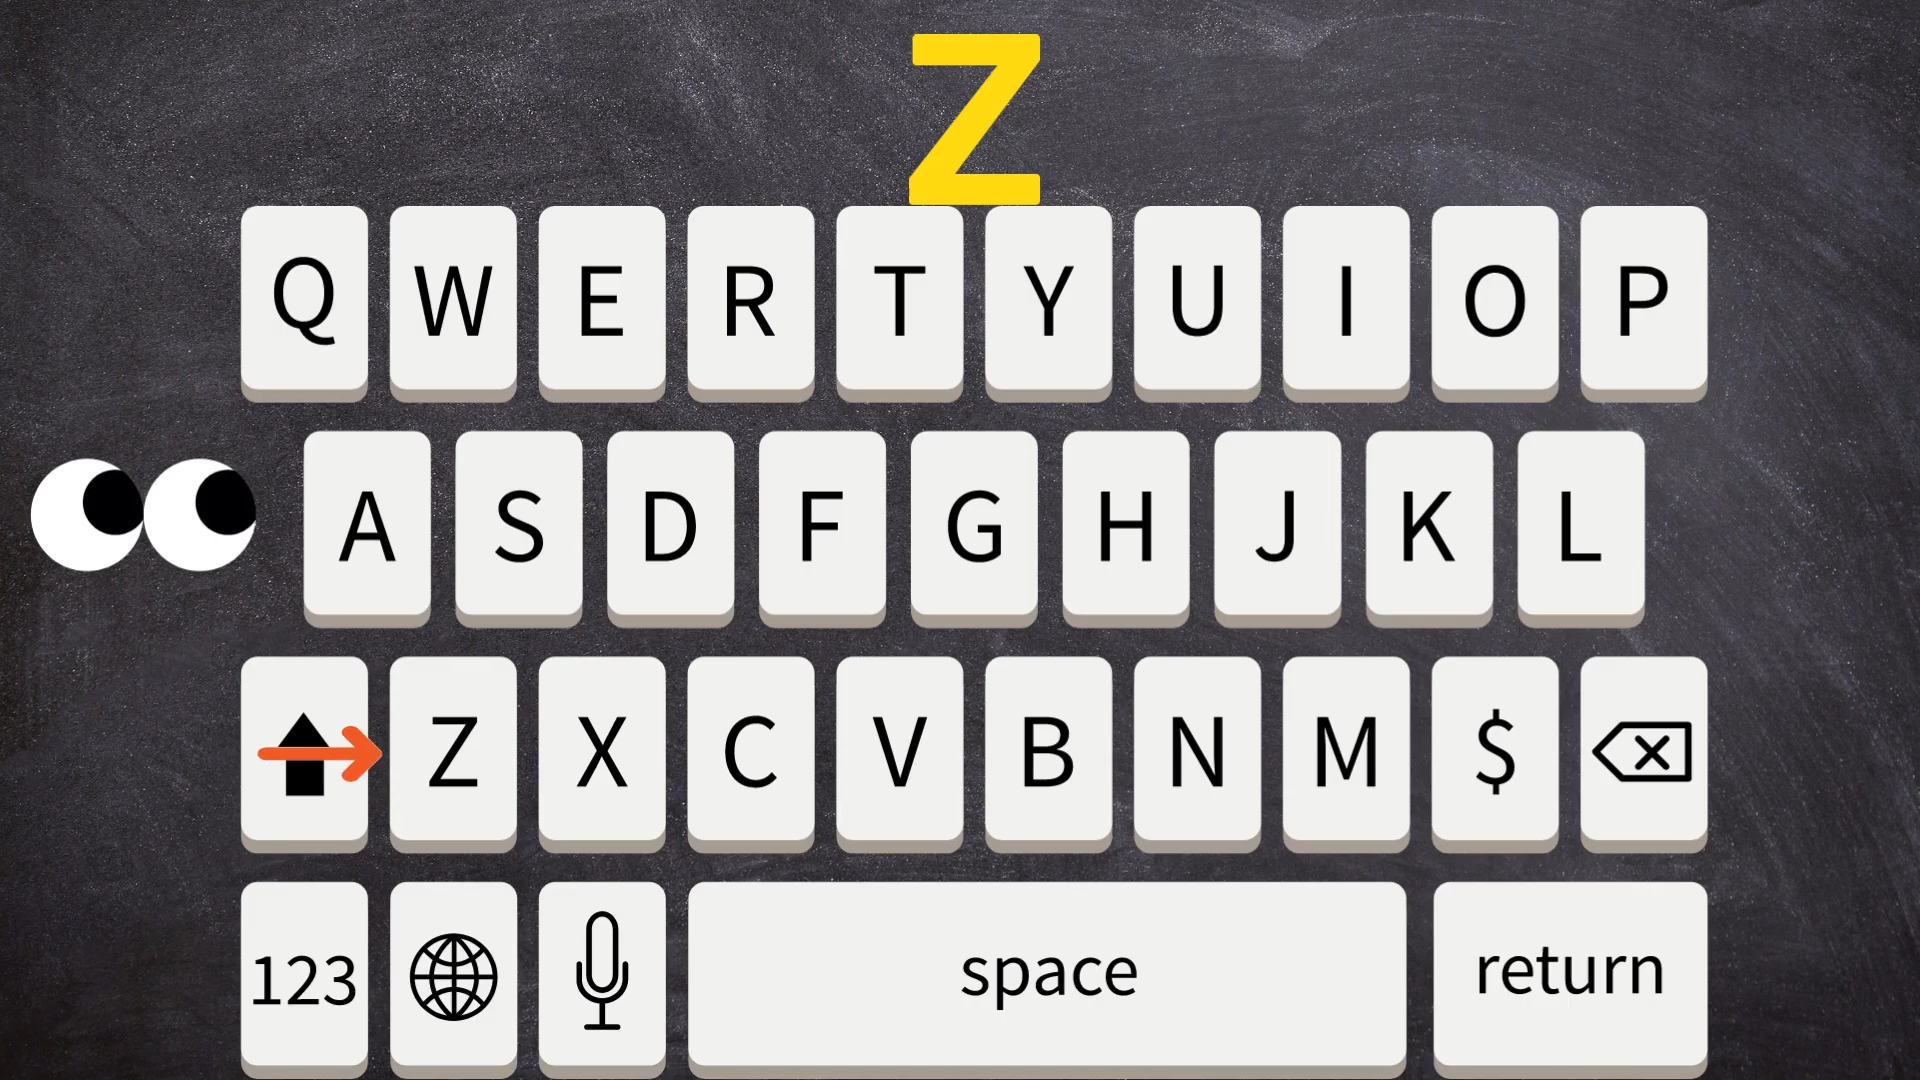 Z
Q W E R T Y U I O P
A S D F G H J K L
Z X C V B N M $
123 space return